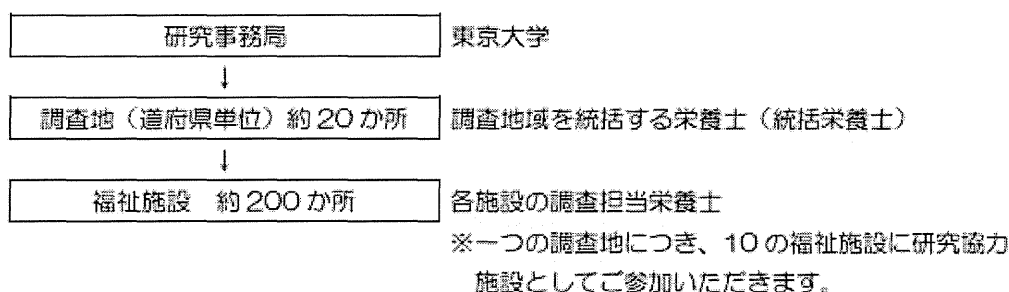 研究事務局 東京大学
↓
調査地（道府県単位）約20か所 調査地域を統括する栄養士（統括栄養士）
↓
福祉施設 約200か所 各施設の調査担当栄養士
※一つの調査地につき、10の福祉施設に研究協力
施設としてご参加いただきます。